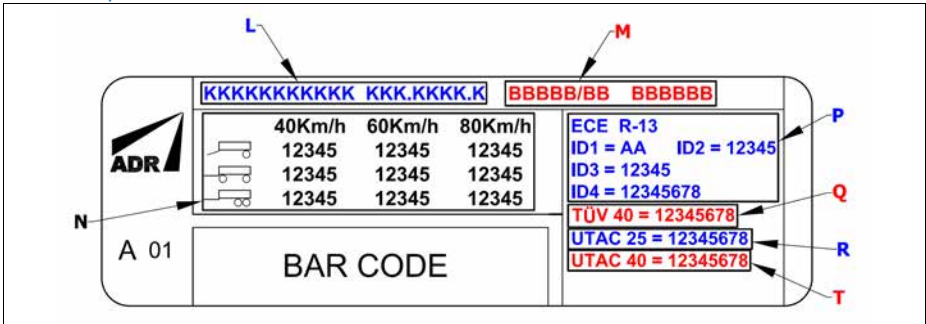 L
M
KKKKKKKKKKK KKK.KKKK.K
BBBBB/BB BBBBBB
40Km/h 60Km/h 80Km/h
12345 12345 12345
12345 12345 12345
12345 12345 12345
ADR
N
A 01
BAR CODE
ECE R-13
ID1 = AA ID2 = 12345
ID3 = 12345
ID4 = 12345678
TÜV 40 = 12345678
UTAC 25 = 12345678
UTAC 40 = 12345678
P
Q
R
T